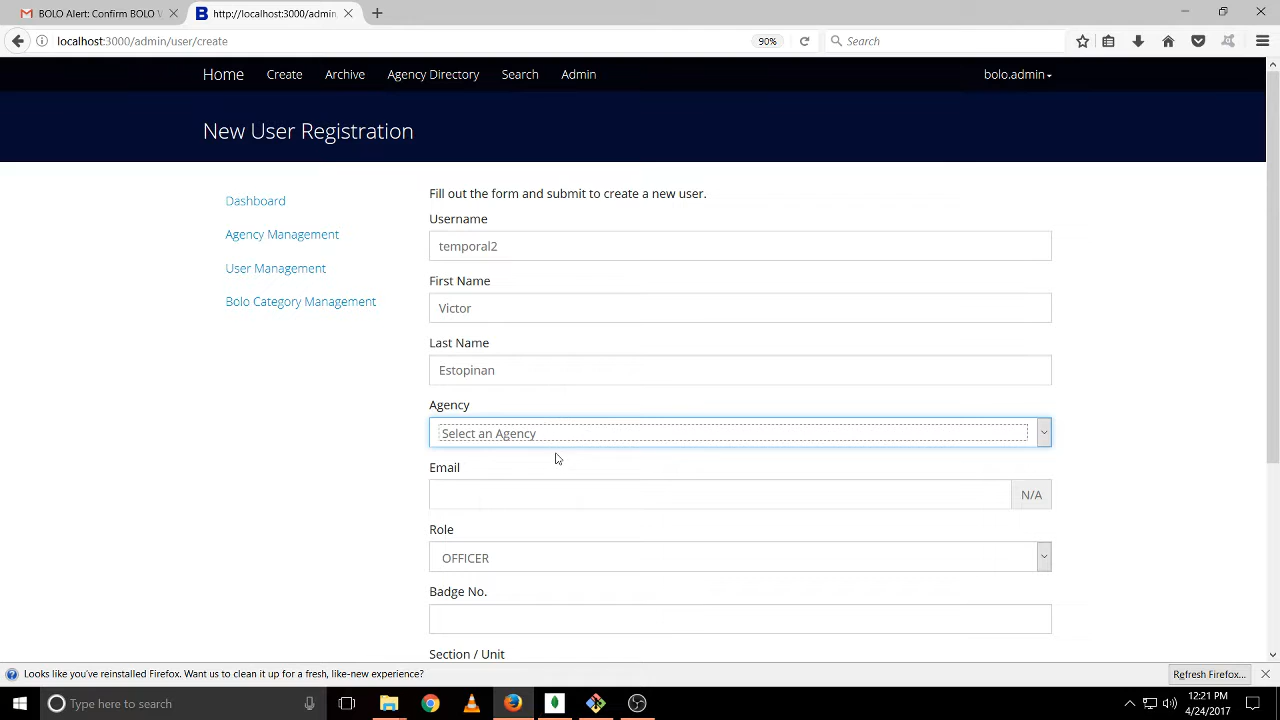 BOLO Alert: Confirm BOLO
http://localhost:3000/admin
localhost:3000/admin/user/create
90%
Search
Home
Create
Archive
Agency Directory
Search
Admin
bolo.admin
New User Registration
Dashboard
Agency Management
User Management
Bolo Category Management
Fill out the form and submit to create a new user.
Username
temporal2
First Name
Victor
Last Name
Estopinan
Agency
Select an Agency
Email
N/A
Role
OFFICER
Badge No.
Section / Unit
Looks like you've reinstalled Firefox. Want us to clean it up for a fresh, like-new experience?
Refresh Firefox...
Type here to search
12:21 PM
4/24/2017